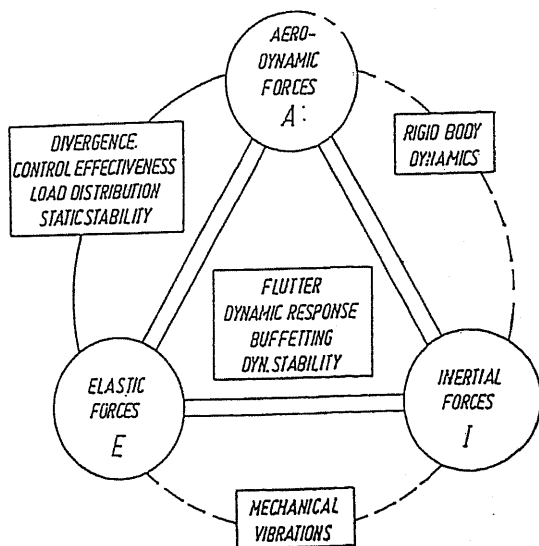 AERO-
DYNAMIC
FORCES
A:
DIVERGENCE.
CONTROL EFFECTIVENESS
LOAD DISTRIBUTION
STATIC STABILITY
RIGID BODY
DYNAMICS
FLUTTER
DYNAMIC RESPONSE
BUFFETTING
DYN. STABILITY
ELASTIC
FORCES
E
INERTIAL
FORCES
I
MECHANICAL
VIBRATIONS